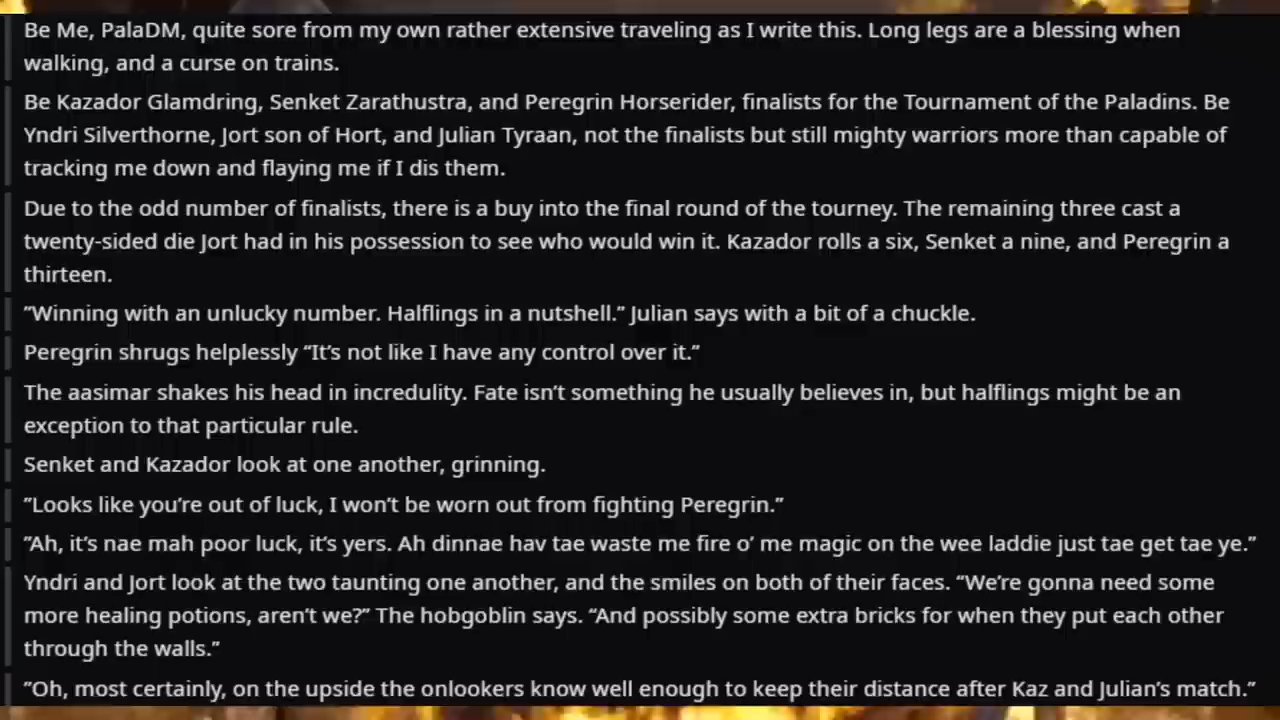 Be Me, PalaDM, quite sore from my own rather extensive traveling as I write this. Long legs are a blessing when
walking, and a curse on trains.
Be Kazador Glamdring, Senket Zarathustra, and Peregrin Horserider, finalists for the Tournament of the Paladins. Be
Yndri Silverthorne, Jort son of Hort, and Julian Tyraan, not the finalists but still mighty warriors more than capable of
tracking me down and flaying me if I dis them.
Due to the odd number of finalists, there is a buy into the final round of the tourney. The remaining three cast a
twenty-sided die Jort had in his possession to see who would win it. Kazador rolls a six, Senket a nine, and Peregrin a
thirteen.
“Winning with an unlucky number. Halflings in a nutshell.” Julian says with a bit of a chuckle.
Peregrin shrugs helplessly “It’s not like I have any control over it.”
The aasimar shakes his head in incredulity. Fate isn’t something he usually believes in, but halflings might be an
exception to that particular rule.
Senket and Kazador look at one another, grinning.
“Looks like you’re out of luck, I won’t be worn out from fighting Peregrin.”
“Ah, it’s nae mah poor luck, it’s yers. Ah dinnae hav tae waste me fire o’ me magic on the wee laddie just tae get tae ye.”
Yndri and Jort look at the two taunting one another, and the smiles on both of their faces. “We’re gonna need some
more healing potions, aren’t we?” The hobgoblin says. “And possibly some extra bricks for when they put each other
through the walls.”
“Oh, most certainly, on the upside the onlookers know well enough to keep their distance after Kaz and Julian’s match.”